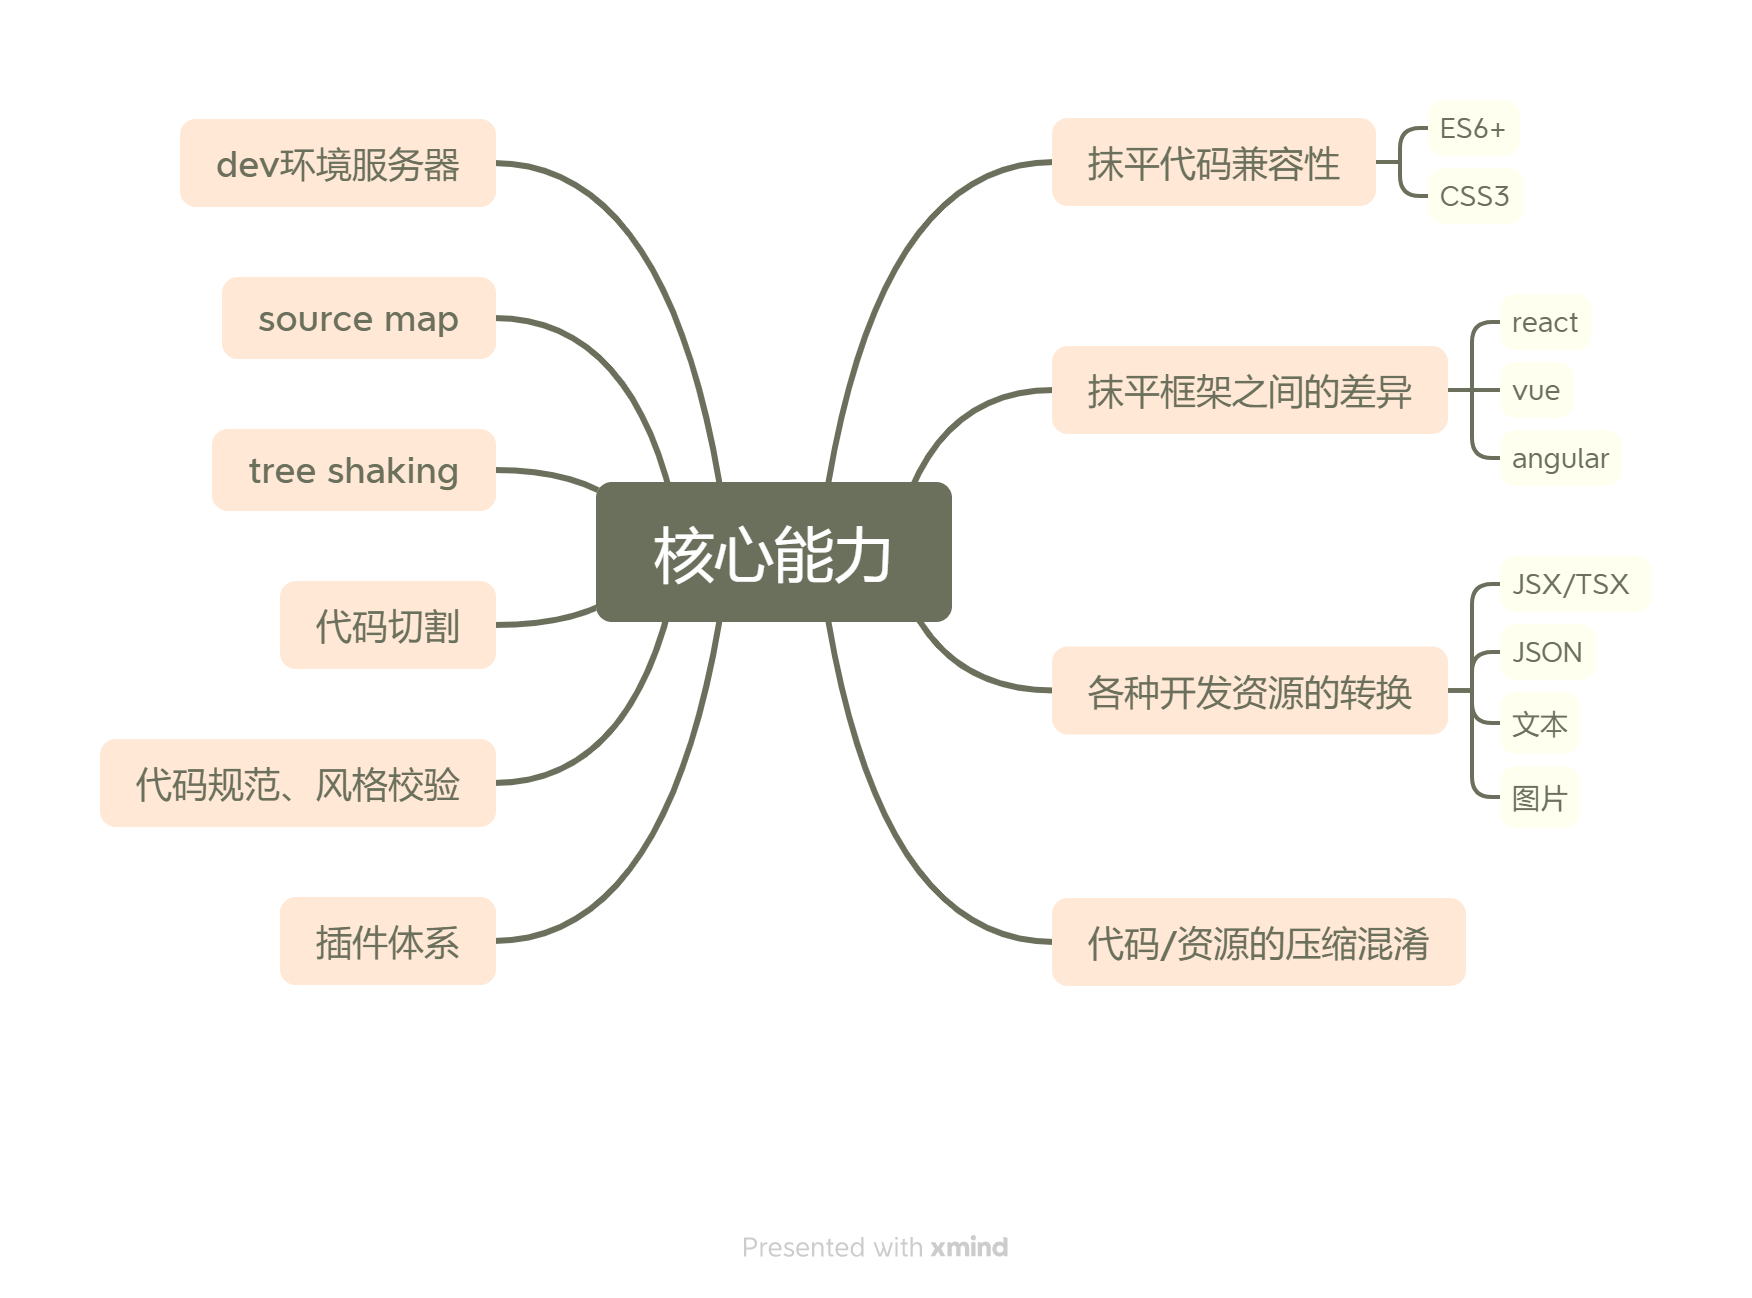 核心能力
抹平代码兼容性
ES6+
CSS3
抹平框架之间的差异
react
vue
angular
各种开发资源的转换
JSX/TSX
JSON
文本
图片
代码/资源的压缩混淆
dev环境服务器
source map
tree shaking
代码切割
代码规范、风格校验
插件体系
Presented with xmind